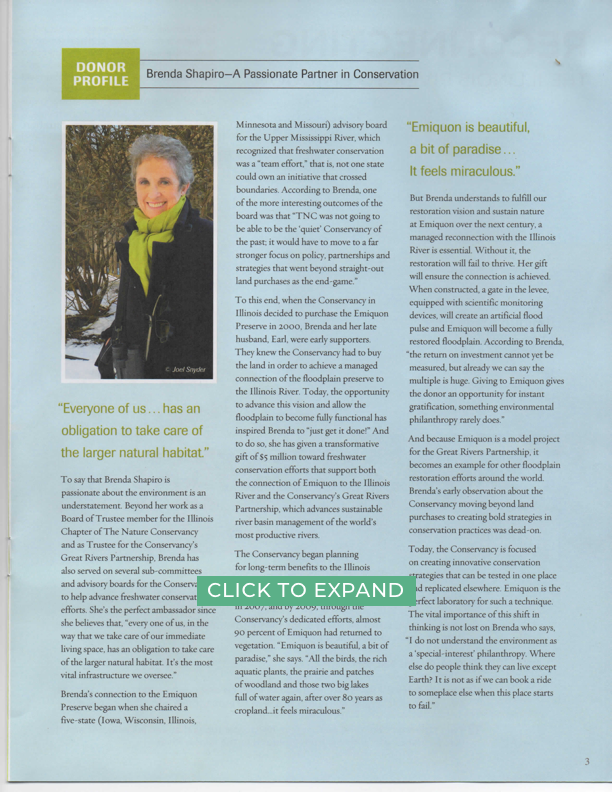 DONOR
PROFILE
Brenda Shapiro—A Passionate Partner in Conservation
© Joel Snyder
“Everyone of us... has an
obligation to take care of
the larger natural habitat.”
To say that Brenda Shapiro is
passionate about the environment is an
understatement. Beyond her work as a
Board of Trustee member for the Illinois
Chapter of The Nature Conservancy
and as Trustee for the Conservancy's
Great Rivers Partnership, Brenda has
also served on several sub-committees
and advisory boards for the Conserva
to help advance freshwater conservat
efforts. She's the perfect ambassador since
she believes that, “every one of us, in the
way that we take care of our immediate
living space, has an obligation to take care
of the larger natural habitat. It's the most
vital infrastructure we oversee.”
Brenda's connection to the Emiquon
Preserve began when she chaired a
five-state (Iowa, Wisconsin, Illinois,
Minnesota and Missouri) advisory board
for the Upper Mississippi River, which
recognized that freshwater conservation
was a “team effort,” that is, not one state
could own an initiative that crossed
boundaries. According to Brenda, one
of the more interesting outcomes of the
board was that “TNC was not going to
be able to be the ‘quiet’ Conservancy of
the past; it would have to move to a far
stronger focus on policy, partnerships and
strategies that went beyond straight-out
land purchases as the end-game.”
To this end, when the Conservancy in
Illinois decided to purchase the Emiquon
Preserve in 2000, Brenda and her late
husband, Earl, were early supporters.
They knew the Conservancy had to buy
the land in order to achieve a managed
connection of the floodplain preserve to
the Illinois River. Today, the opportunity
to advance this vision and allow the
floodplain to become fully functional has
inspired Brenda to “just get it done!” And
to do so, she has given a transformative
gift of $5 million toward freshwater
conservation efforts that support both
the connection of Emiquon to the Illinois
River and the Conservancy's Great Rivers
Partnership, which advances sustainable
river basin management of the world's
most productive rivers.
The Conservancy began planning
for long-term benefits to the Illinois
CLICK TO EXPAND
in 2007, and by 2009, through the
Conservancy's dedicated efforts, almost
90 percent of Emiquon had returned to
vegetation. “Emiquon is beautiful, a bit of
paradise,” she says. “All the birds, the rich
aquatic plants, the prairie and patches
of woodland and those two big lakes
full of water again, after over 80 years as
cropland...it feels miraculous.”
“Emiquon is beautiful,
a bit of paradise...
It feels miraculous.”
But Brenda understands to fulfill our
restoration vision and sustain nature
at Emiquon over the next century, a
managed reconnection with the Illinois
River is essential. Without it, the
restoration will fail to thrive. Her gift
will ensure the connection is achieved.
When constructed, a gate in the levee,
equipped with scientific monitoring
devices, will create an artificial flood
pulse and Emiquon will become a fully
restored floodplain. According to Brenda,
“the return on investment cannot yet be
measured, but already we can say the
multiple is huge. Giving to Emiquon gives
the donor an opportunity for instant
gratification, something environmental
philanthropy rarely does.”
And because Emiquon is a model project
for the Great Rivers Partnership, it
becomes an example for other floodplain
restoration efforts around the world.
Brenda's early observation about the
Conservancy moving beyond land
purchases to creating bold strategies in
conservation practices was dead-on.
Today, the Conservancy is focused
on creating innovative conservation
strategies that can be tested in one place
and replicated elsewhere. Emiquon is the
perfect laboratory for such a technique.
The vital importance of this shift in
thinking is not lost on Brenda who says,
“I do not understand the environment as
a ‘special-interest’ philanthropy. Where
else do people think they can live except
Earth? It is not as if we can book a ride
to someplace else when this place starts
to fail.”
3